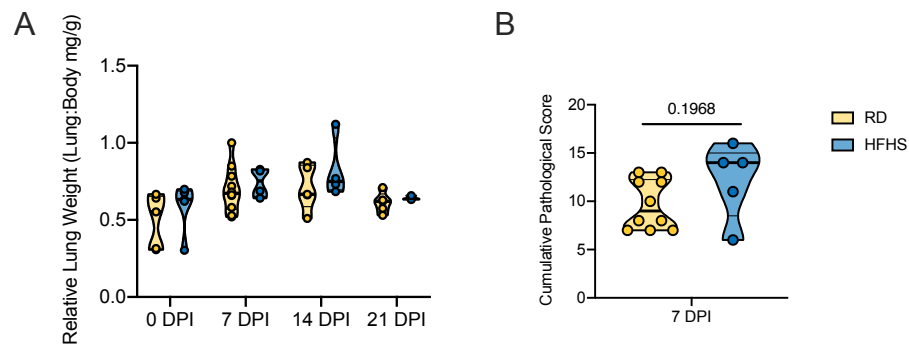 A
Relative Lung Weight (Lung:Body mg/g)
1.5
1.0
0.5
0.0
0 DPI
7 DPI
14 DPI
21 DPI
B
Cumulative Pathological Score
20
15
10
5
0
0.1968
7 DPI
RD
HFHS